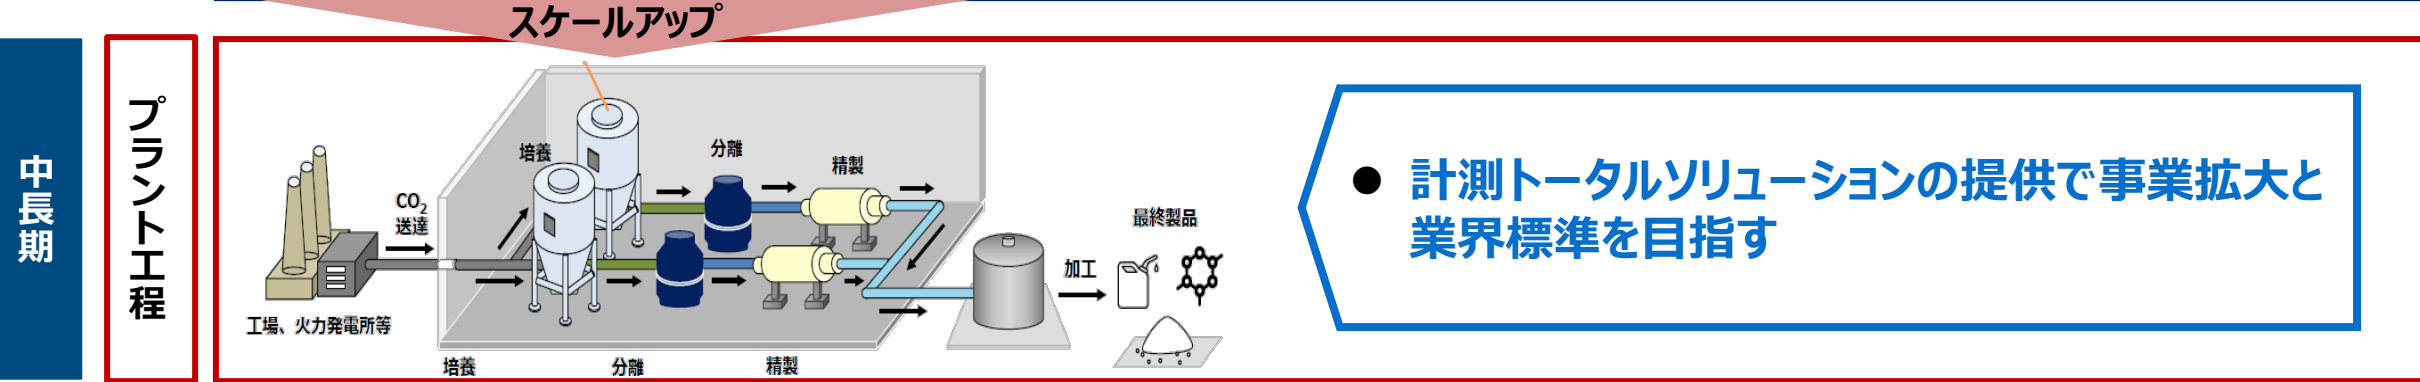 スケールアップ
中長期
プラント工程
培養
分離
精製
CO2
送達
最終製品
加工
工場、火力発電所等
培養
分離
精製
● 計測トータルソリューションの提供で事業拡大と
業界標準を目指す